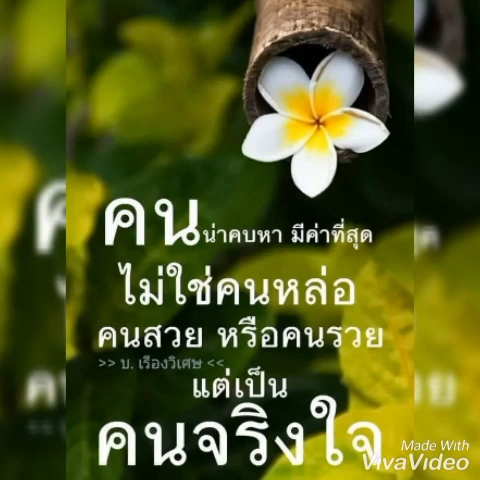 คนน่าคบหา มีค่าที่สุด
ไม่ใช่คนหล่อ
คนสวย หรือคนรวย
>> บ. เรืองวิเศษ <<
แต่เป็น
คนจริงใจ
Made With
VivaVideo